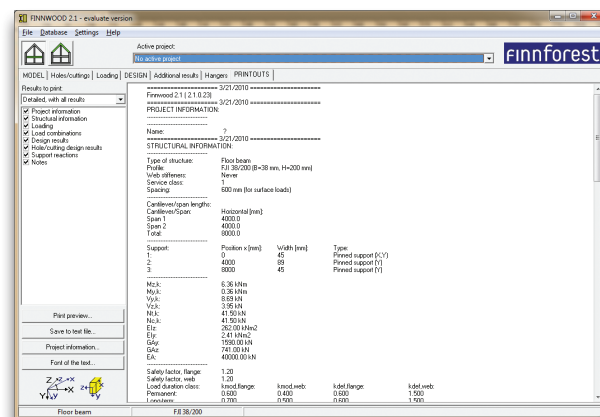 FINNWOOD 2.1 - evaluate version
File Database Settings Help
Active project:
No active project
FINNFOREST
MODEL Holes/cuttings Loading DESIGN Additional results Hangers PRINTOUTS
Results to print:
Detailed, with all results
Project information
Structural information
Loading
Load combinations
Design results
Hole/cutting design results
Support reactions
Notes
Print preview...
Save to text file...
Project information...
Font of the text...
====================== 3/21/2010 ======================
Finnwood 2.1 ( 2.1.0.23)
====================== 3/21/2010 ======================
PROJECT INFORMATION:
Name: ?
====================== 3/21/2010 ======================
STRUCTURAL INFORMATION:
Type of structure: Floor beam
Profile: FJI 38/200 (B=38 mm, H=200 mm)
Web stiffeners: Never
Service class: 1
Spacing: 600 mm (for surface loads)
Cantilever/span lengths:
Cantilever/Span: Horizontal [mm]:
Span 1 4000.0
Span 2 4000.0
Total: 8000.0
Support: Position x [mm]: Width [mm]: Type:
1: 0 45 Pinned support (X,Y)
2: 4000 89 Pinned support (Y)
3: 8000 45 Pinned support (Y)
Mz,k: 6.36 kNm
My,k: 0.36 kNm
Vy,k: 8.69 kN
Vz,k: 3.95 kN
Nt,k: 41.50 kN
Nc,k: 41.50 kN
EIz: 262.00 kNm2
EIy: 2.41 kNm2
GAy: 1590.00 kN
GAz: 741.00 kN
EA: 40000.00 kN
Safety factor, flange: 1.20
Safety factor, web 1.20
Load duration class: kmod,flange: kmod,web: kdef,flange: kdef,web:
Permanent: 0.600 0.400 0.600 1.500
Long-term: 0.700 0.500 0.600 1.500
Z Z X X Y Y
Z
Floor beam FJI 38/200